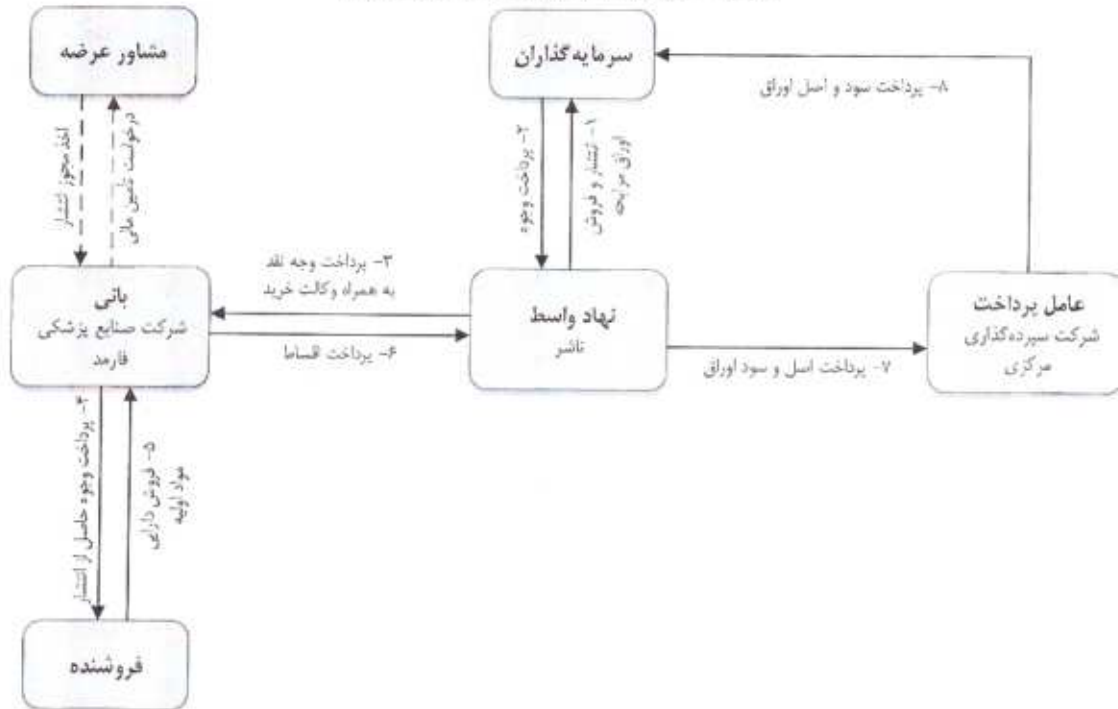 سرمایه‌گذاران
مشاور عرضه
۸- پرداخت سود و اصل اوراق
۱- انتشار و فروش
اوراق مرابحه
۲- پرداخت وجوه
درخواست تامین مالی
اخذ مجوز انتشار
عامل پرداخت
شرکت سپرده‌گذاری
مرکزی
نهاد واسط
ناشر
۳- پرداخت وجه نقد
به همراه وکالت خرید
بانی
شرکت صنایع پزشکی
فارمد
۶- پرداخت اقساط
۷- پرداخت اصل و سود اوراق
۵- فروش دارایی
مواد اولیه
۴- پرداخت وجوه حاصل از انتشار
فروشنده